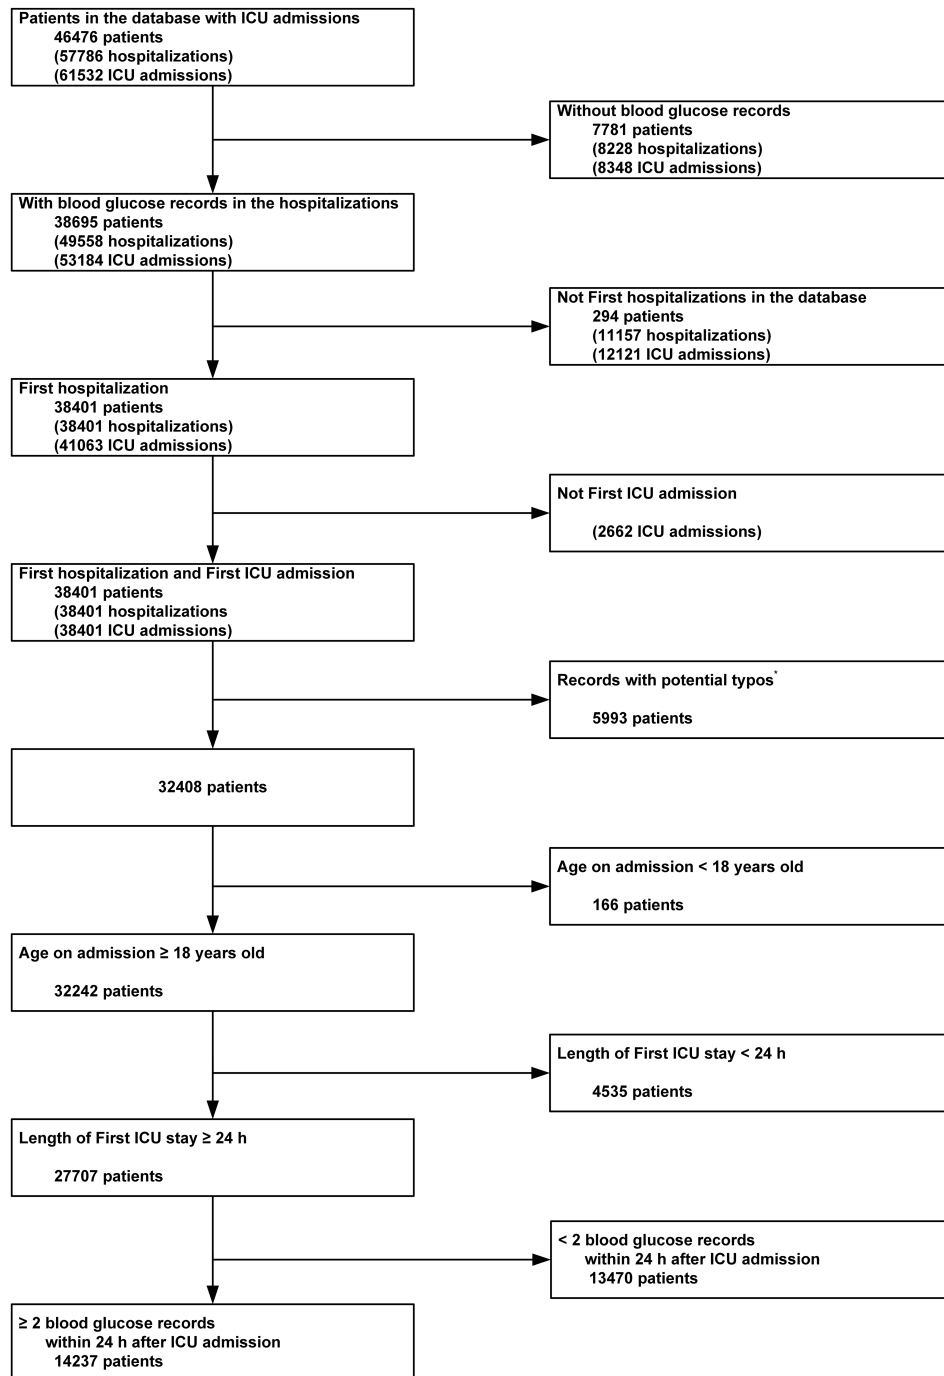 Patients in the database with ICU admissions
46476 patients
(57786 hospitalizations)
(61532 ICU admissions)
Without blood glucose records
7781 patients
(8228 hospitalizations)
(8348 ICU admissions)
With blood glucose records in the hospitalizations
38695 patients
(49558 hospitalizations)
(53184 ICU admissions)
Not First hospitalizations in the database
294 patients
(11157 hospitalizations)
(12121 ICU admissions)
First hospitalization
38401 patients
(38401 hospitalizations)
(41063 ICU admissions)
Not First ICU admission
(2662 ICU admissions)
First hospitalization and First ICU admission
38401 patients
(38401 hospitalizations
(38401 ICU admissions)
Records with potential typos*
5993 patients
32408 patients
Age on admission < 18 years old
166 patients
Age on admission ≥ 18 years old
32242 patients
Length of First ICU stay < 24 h
4535 patients
Length of First ICU stay ≥ 24 h
27707 patients
< 2 blood glucose records
within 24 h after ICU admission
13470 patients
≥ 2 blood glucose records
within 24 h after ICU admission
14237 patients